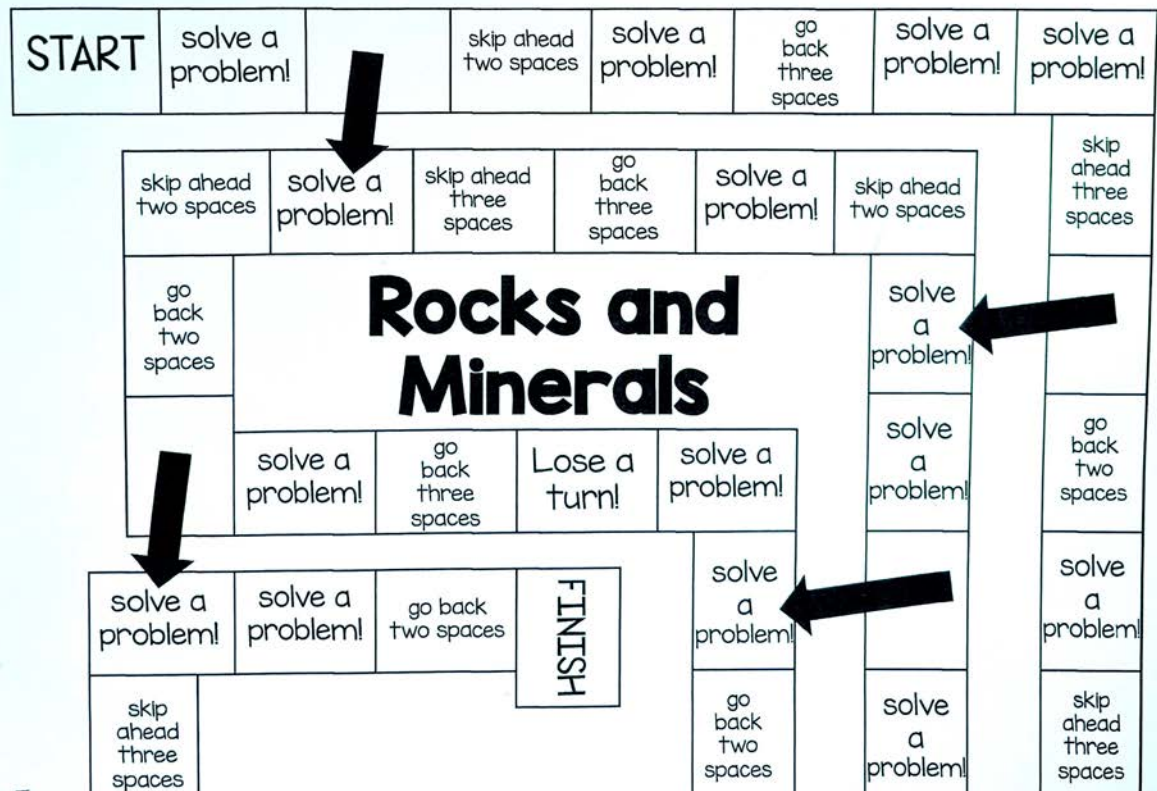 START
solve a
problem!
skip ahead
two spaces
solve a
problem!
go
back
three
spaces
solve a
problem!
solve a
problem!
skip
ahead
three
spaces
go
back
two
spaces
solve
a
problem!
skip
ahead
three
spaces
skip ahead
two spaces
solve a
problem!
skip ahead
three
spaces
go
back
three
spaces
solve a
problem!
skip ahead
two spaces
go
back
two
spaces
Rocks and
Minerals
solve
a
problem!
solve
a
problem!
solve
a
problem!
solve a
problem!
go
back
three
spaces
Lose a
turn!
solve a
problem!
solve
a
problem!
go
back
two
spaces
solve a
problem!
solve a
problem!
go back
two spaces
FINISH
skip
ahead
three
spaces